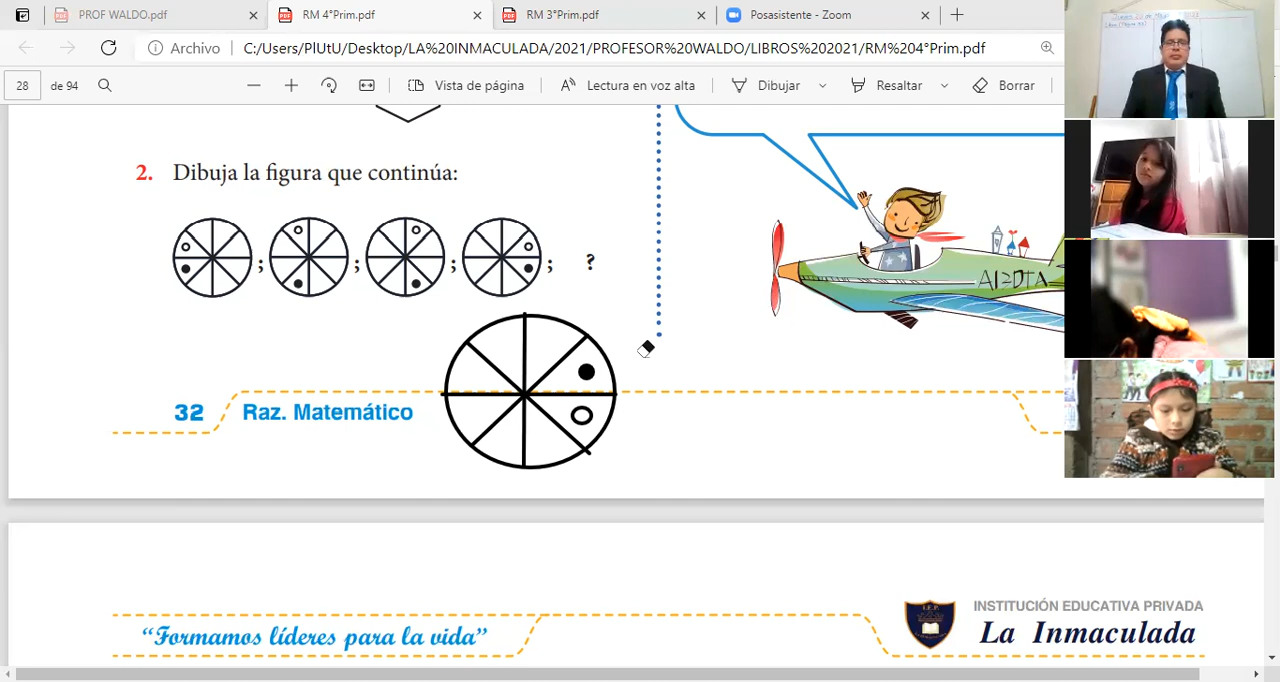 PROF WALDO.pdf
RM 4°Prim.pdf
RM 3°Prim.pdf
Posasistente - Zoom
Archivo
C:/Users/PlUtU/Desktop/LA%20INMACULADA/2021/PROFESOR%20WALDO/LIBROS%202021/RM%204°Prim.pdf
28 de 94
Vista de página
Lectura en voz alta
Dibujar
Resaltar
Borrar
2. Dibuja la figura que continúa:
; ; ; ; ?
32 Raz. Matemático
"Formamos líderes para la vida"
I.E.P.
INSTITUCIÓN EDUCATIVA PRIVADA
La Inmaculada